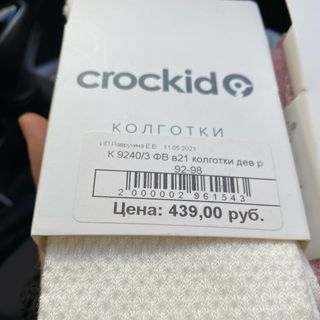 crockid
КОЛГОТКИ
ИП Лаврухина Е.В. 11.05.2021
К 9240/3 ФВ в21 колготки дев р
92-98
2 000002 961543
Цена: 439,00 руб.